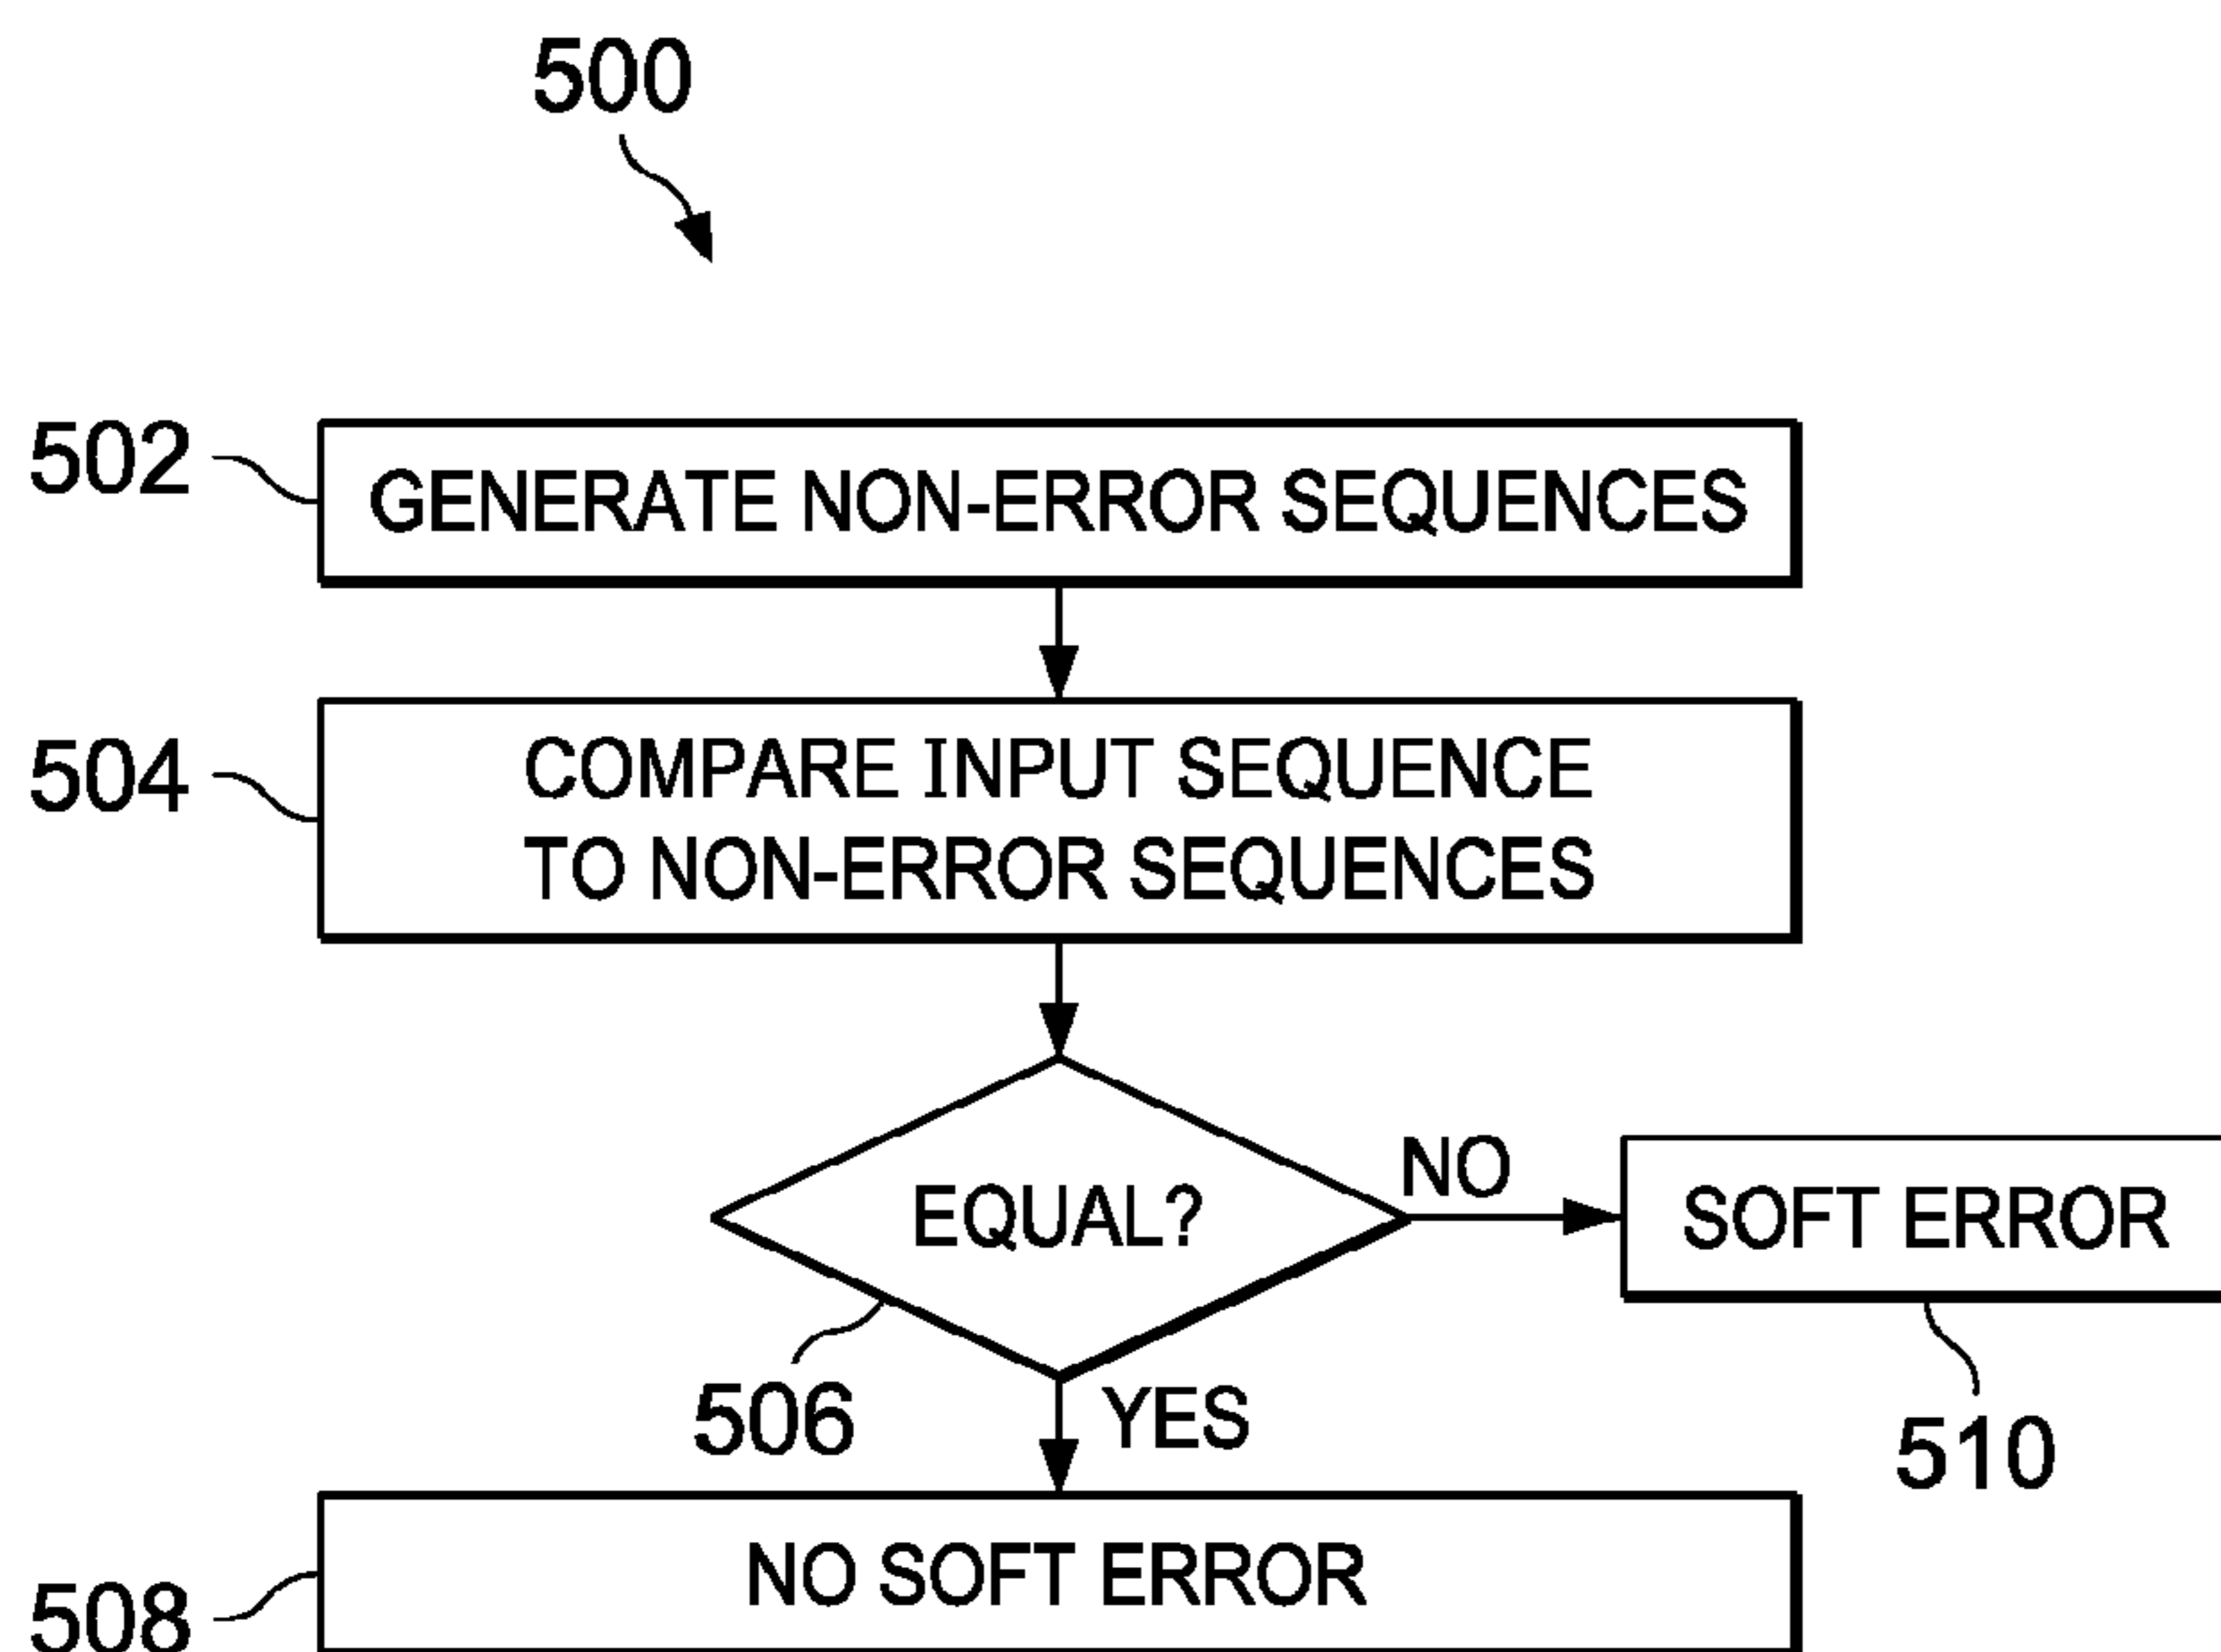 500
502
GENERATE NON-ERROR SEQUENCES
504
COMPARE INPUT SEQUENCE
TO NON-ERROR SEQUENCES
EQUAL?
NO
SOFT ERROR
506
YES
510
508
NO SOFT ERROR